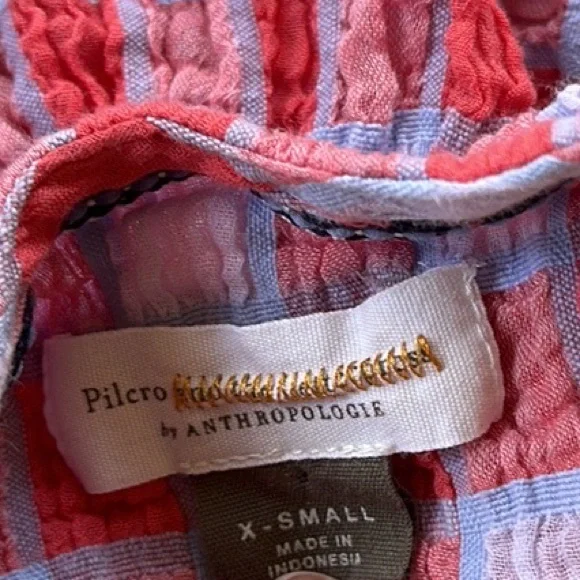 Pilcro
by ANTHROPOLOGIE
X-SMALL
MADE IN
INDONESIA